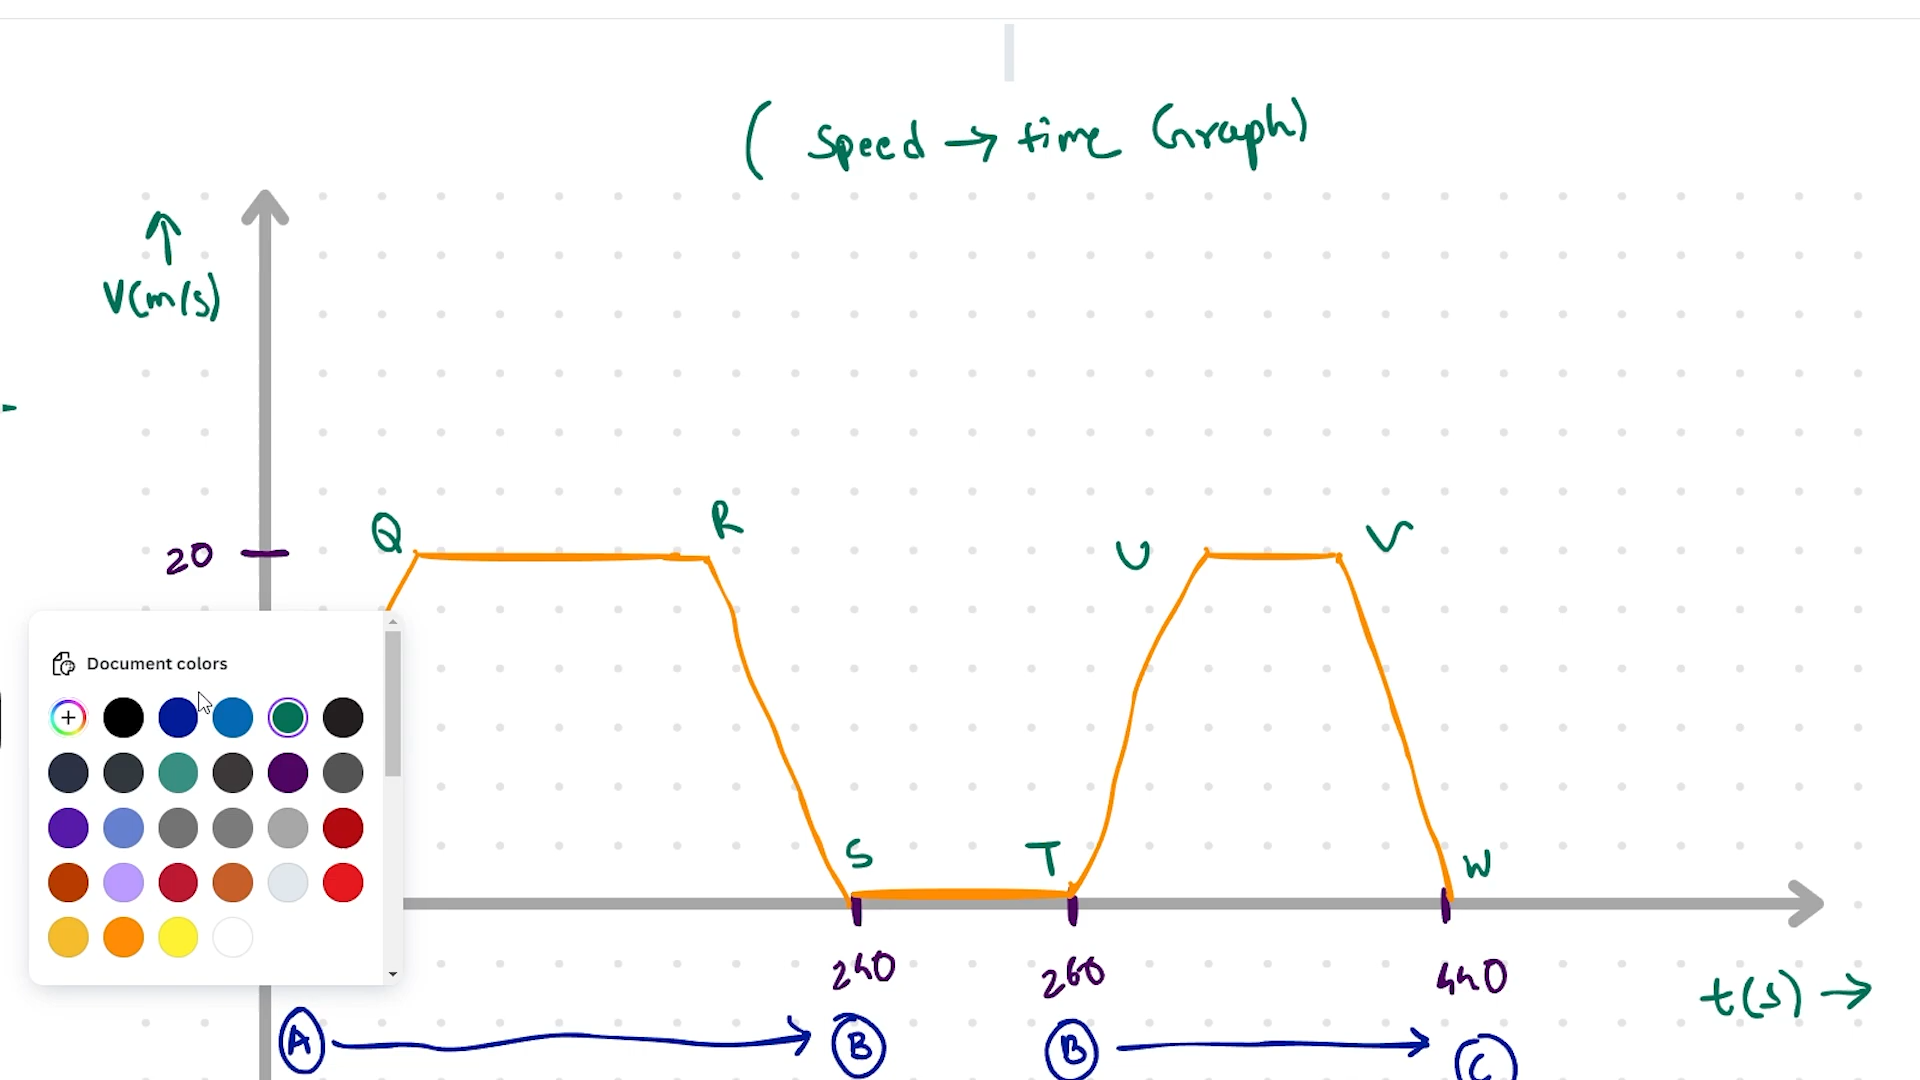 ( Speed → time Graph)
↑
V(m/s)
Q
R
U
V
20
Document colors
S
T
W
240
260
440
t(s) →
A → B B → C